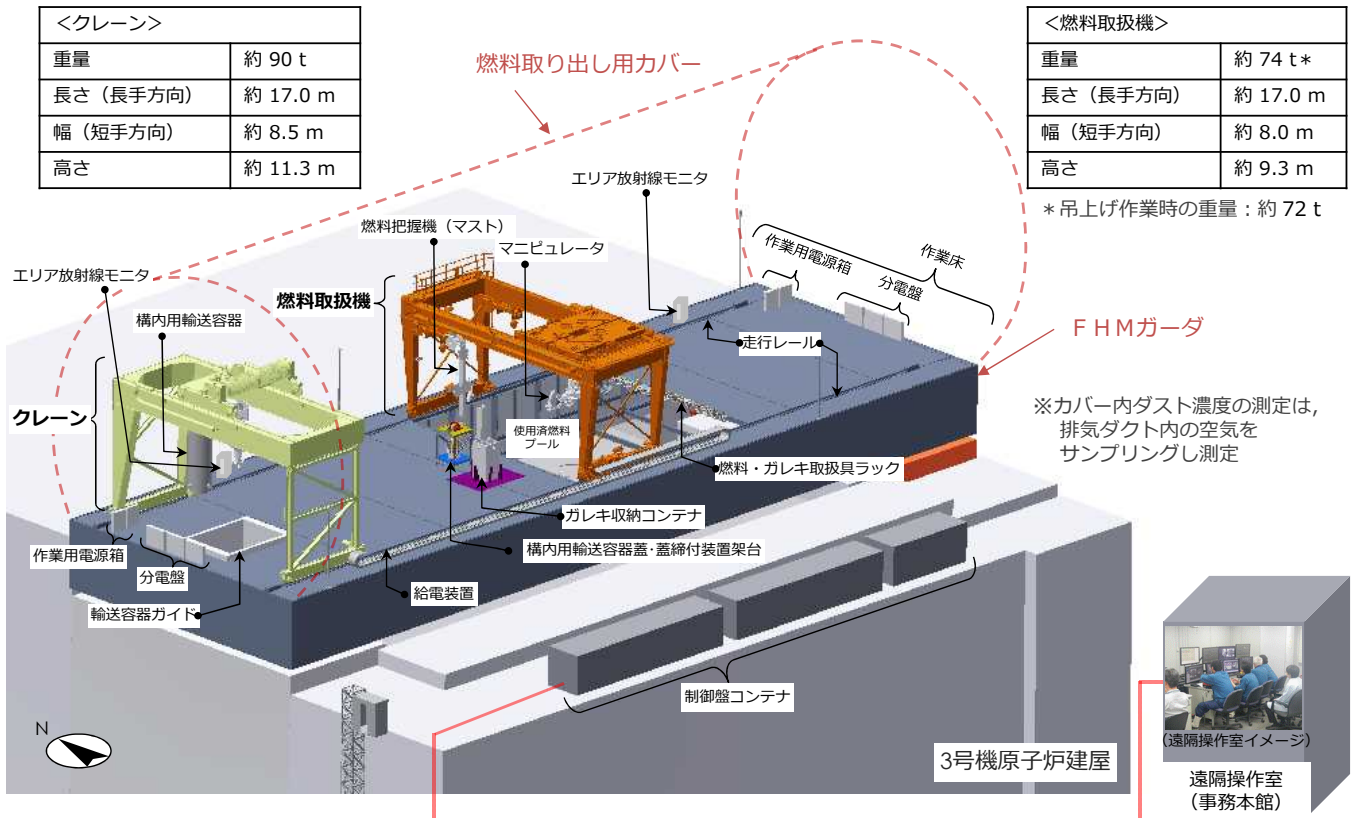 ＜クレーン＞
重量 約 90 t
長さ（長手方向） 約 17.0 m
幅（短手方向） 約 8.5 m
高さ 約 11.3 m
＜燃料取扱機＞
重量 約 74 t＊
長さ（長手方向） 約 17.0 m
幅（短手方向） 約 8.0 m
高さ 約 9.3 m
＊吊上げ作業時の重量：約 72 t
燃料取り出し用カバー
エリア放射線モニタ
燃料把握機（マスト）
マニピュレータ
作業用電源箱
分電盤
作業床
エリア放射線モニタ
構内用輸送容器
燃料取扱機
クレーン
走行レール
ＦＨＭガーダ
※カバー内ダスト濃度の測定は，
排気ダクト内の空気を
サンプリングし測定
使用済燃料
プール
燃料・ガレキ取扱具ラック
ガレキ収納コンテナ
構内用輸送容器蓋･蓋締付装置架台
給電装置
作業用電源箱
分電盤
輸送容器ガイド
制御盤コンテナ
N
3号機原子炉建屋
（遠隔操作室イメージ）
遠隔操作室
（事務本館）